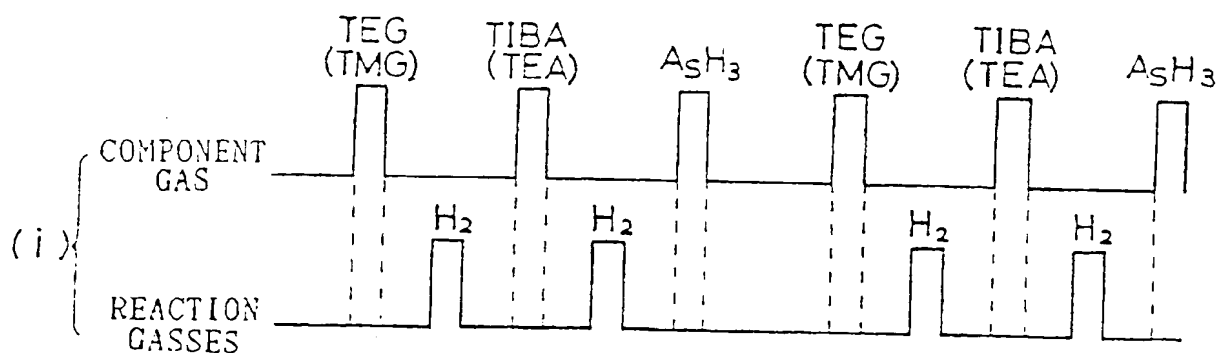 TEG
(TMG)
TIBA
(TEA)
AsH3
TEG
(TMG)
TIBA
(TEA)
AsH3
COMPONENT
GAS
H2
H2
H2
H2
(i)
REACTION
GASSES